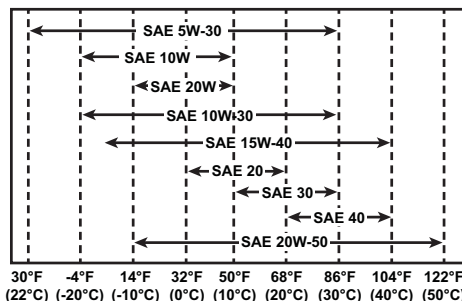 SAE 5W-30
SAE 10W
SAE 20W
SAE 10W-30
SAE 15W-40
SAE 20
SAE 30
SAE 40
SAE 20W-50
30°F -4°F 14°F 32°F 50°F 68°F 86°F 104°F 122°F
(22°C) (-20°C) (-10°C) (0°C) (10°C) (20°C) (30°C) (40°C) (50°C)